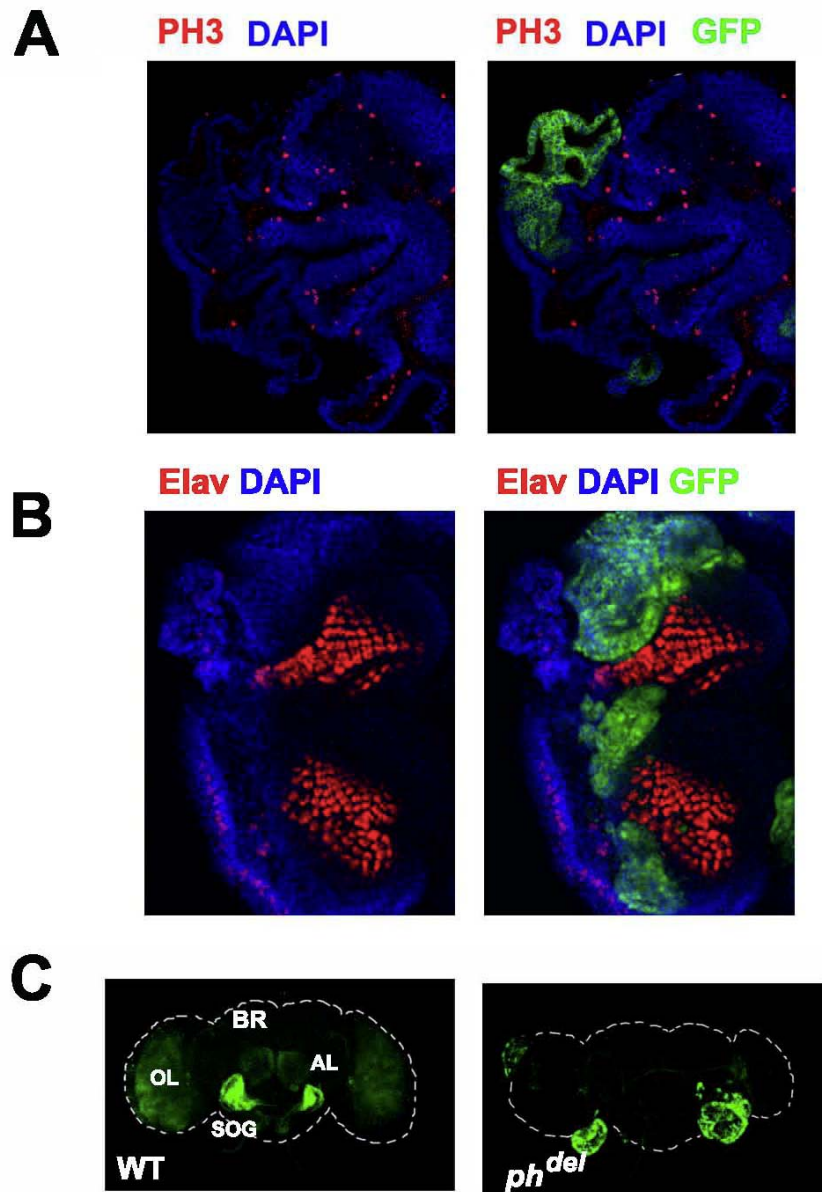 A
PH3 DAPI
PH3 DAPI GFP
B
Elav DAPI
Elav DAPI GFP
C
BR
OL
AL
SOG
WT
ph^del